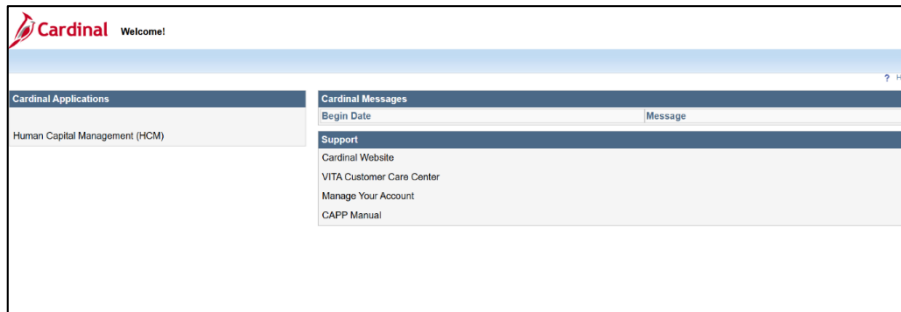 Cardinal Welcome!
?
Cardinal Applications
Human Capital Management (HCM)
Cardinal Messages
Begin Date Message
Support
Cardinal Website
VITA Customer Care Center
Manage Your Account
CAPP Manual